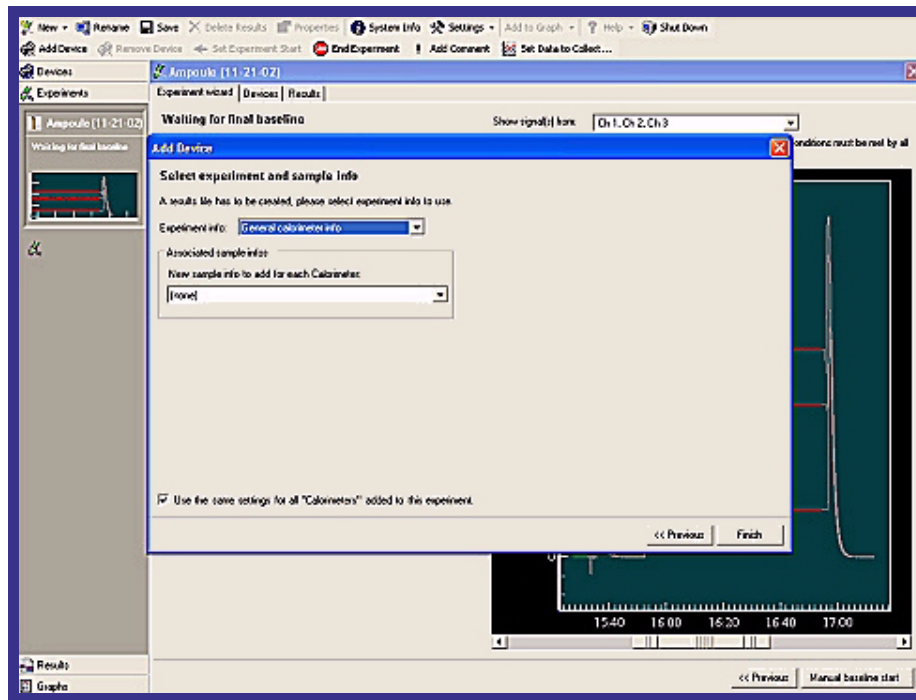 New Rename Save Delete Results Properties System Info Settings Add to Graph Help Shut Down
Add Device Remove Device Set Experiment Start End Experiment Add Comment Set Data to Collect...
Devices
Ampoule (11-21-02)
Experiments
Experiment wizard Devices Results
Ampoule (11-21-02)
Waiting for final baseline
Show signal(s) from: Ch 1, Ch 2, Ch 3
Waiting for final baseline
onditions must be met by all
Add Device
Select experiment and sample info
A results file has to be created, please select experiment info to use.
Experiment info: General calorimeter info
Associated sample infos
New sample info to add for each Calorimeter:
(none)
Use the same settings for all "Calorimeters" added to this experiment.
<< Previous Finish
0
15:40 16:00 16:20 16:40 17:00
Results
Graphs
<< Previous Manual baseline start